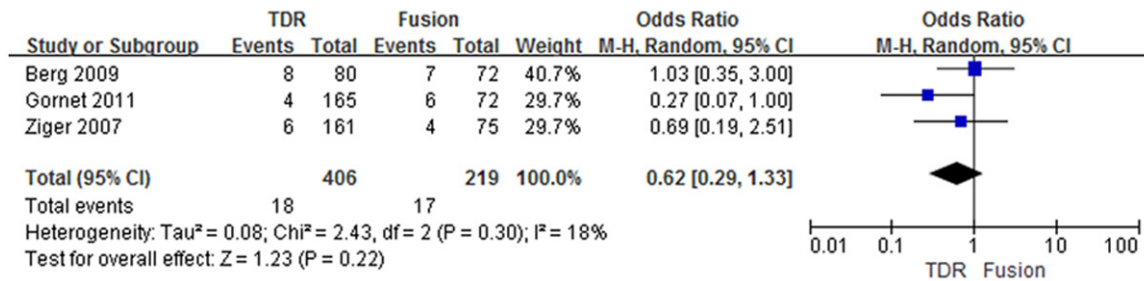 TDR Fusion Odds Ratio Odds Ratio
Study or Subgroup Events Total Events Total Weight M-H, Random, 95% CI M-H, Random, 95% CI
Berg 2009 8 80 7 72 40.7% 1.03 [0.35, 3.00]
Gornet 2011 4 165 6 72 29.7% 0.27 [0.07, 1.00]
Ziger 2007 6 161 4 75 29.7% 0.69 [0.19, 2.51]
Total (95% CI) 406 219 100.0% 0.62 [0.29, 1.33]
Total events 18 17
Heterogeneity: Tau² = 0.08; Chi² = 2.43, df = 2 (P = 0.30); I² = 18%
Test for overall effect: Z = 1.23 (P = 0.22)
0.01 0.1 1 10 100
TDR Fusion